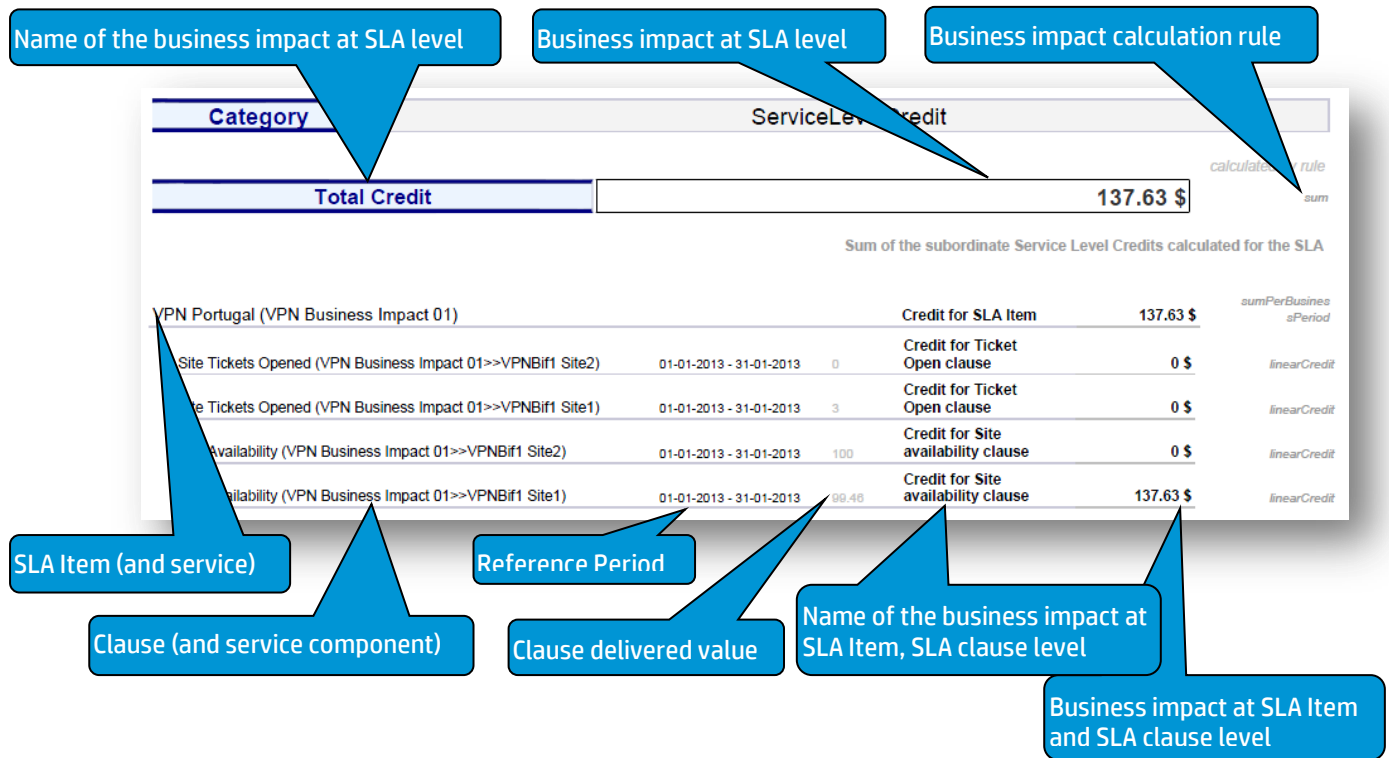 Name of the business impact at SLA level
Business impact at SLA level
Business impact calculation rule
Category
calculated rule
Total Credit
137.63 $
sum
Sum of the subordinate Service Level Credits calculated for the SLA
VPN Portugal (VPN Business Impact 01)
Credit for SLA Item
137.63 $
sumPerBusines
sPeriod
Site Tickets Opened (VPN Business Impact 01>>VPNBif1 Site2)
01-01-2013 - 31-01-2013
0
Credit for Ticket
Open clause
0 $
linearCredit
Tickets Opened (VPN Business Impact 01>>VPNBif1 Site1)
01-01-2013 - 31-01-2013
3
Credit for Ticket
Open clause
0 $
linearCredit
Availability (VPN Business Impact 01>>VPNBif1 Site2)
01-01-2013 - 31-01-2013
100
Credit for Site
availability clause
0 $
linearCredit
(VPN Business Impact 01>>VPNBif1 Site1)
01-01-2013 - 31-01-2013
99.46
Credit for Site
availability clause
137.63 $
linearCredit
SLA Item (and service)
Reference Period
Clause (and service component)
Clause delivered value
Name of the business impact at
SLA Item, SLA clause level
Business impact at SLA Item
and SLA clause level